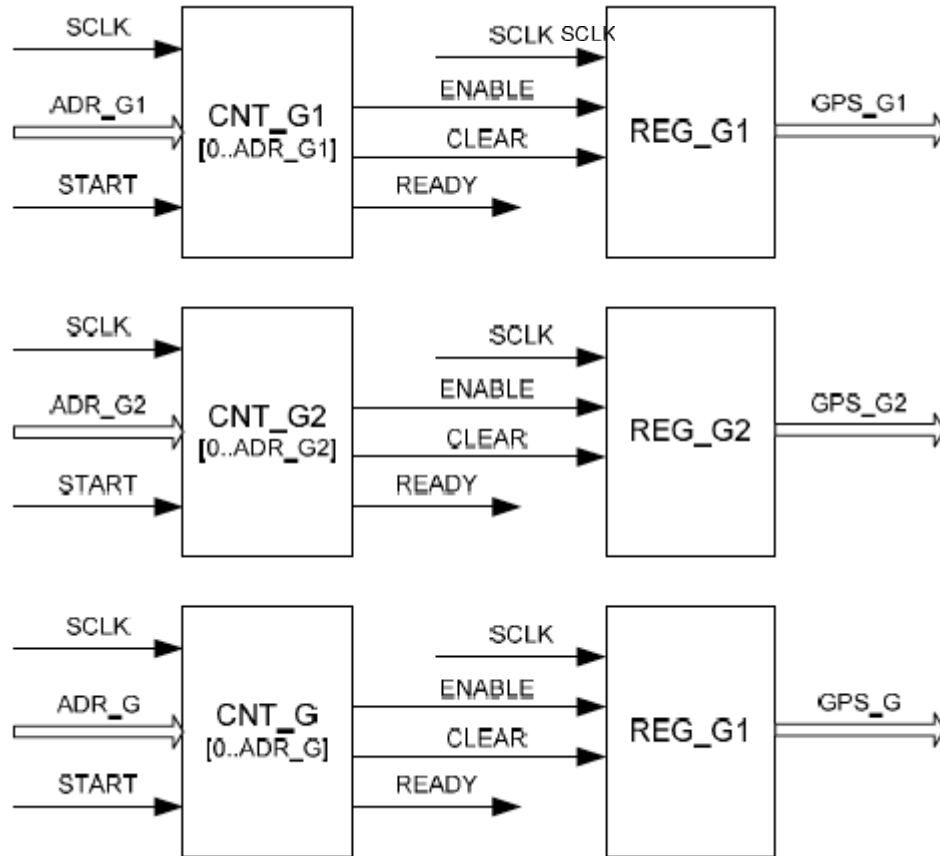 SCLK
ADR_G1
START
CNT_G1
[0..ADR_G1]
SCLK SCLK
ENABLE
CLEAR
READY
REG_G1
GPS_G1
SCLK
ADR_G2
START
CNT_G2
[0..ADR_G2]
SCLK
ENABLE
CLEAR
READY
REG_G2
GPS_G2
SCLK
ADR_G
START
CNT_G
[0..ADR_G]
SCLK
ENABLE
CLEAR
READY
REG_G1
GPS_G